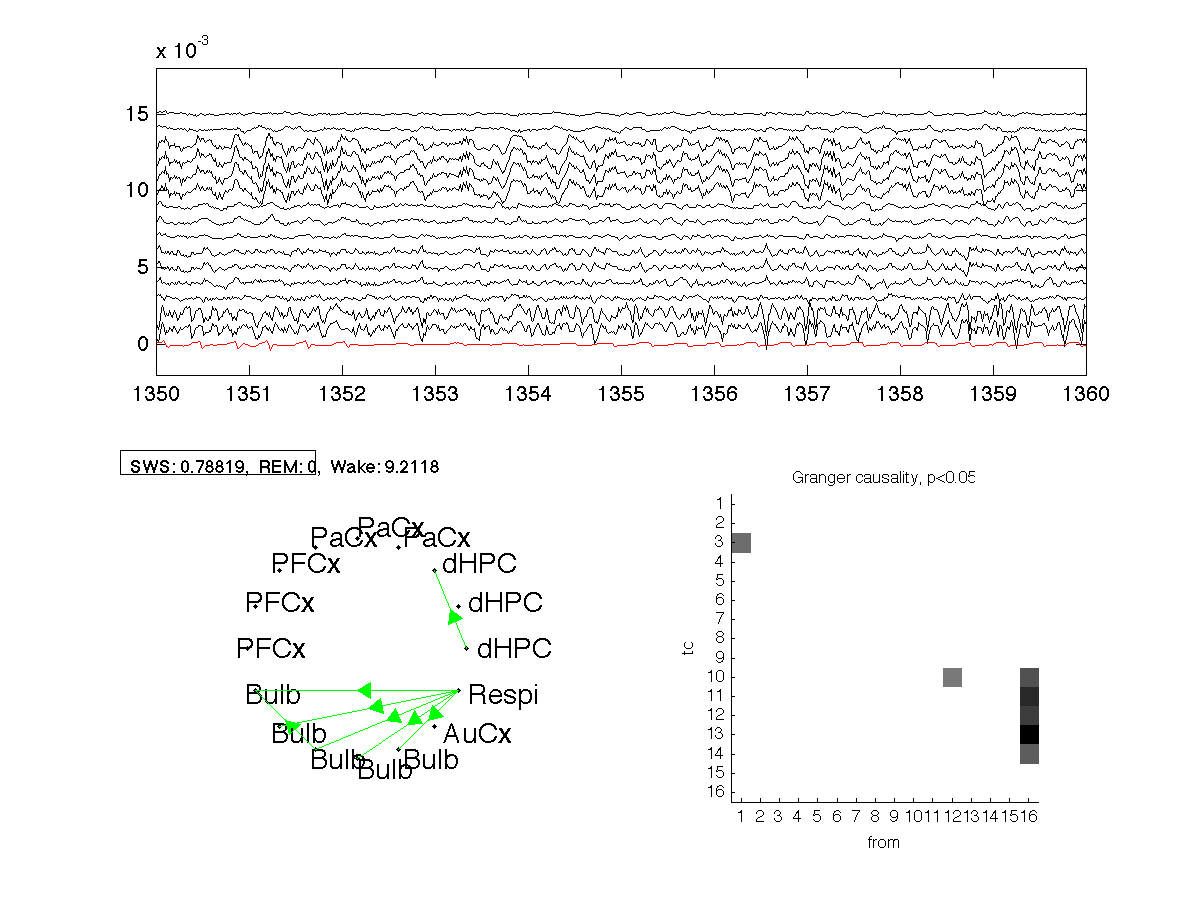 x 10-3
15
10
5
0
1350 1351 1352 1353 1354 1355 1356 1357 1358 1359 1360
SWS: 0.78819, REM: 0, Wake: 9.2118
Granger causality, p<0.05
PaCx
PaCx PaCx
PFCx dHPC
PFCx dHPC
PFCx dHPC
Bulb Respi
Bulb AuCx
Bulb Bulb
Bulb
1
2
3
4
5
6
7
8
9
10
11
12
13
14
15
16
to
1 2 3 4 5 6 7 8 9 10 11 12 13 14 15 16
from